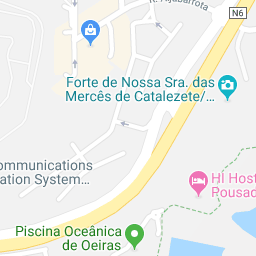 R. Aljubarrota
N6
Forte de Nossa Sra. das
Mercês de Catalezete/...
ommunications
ation System...
HI Host
Pousad
Piscina Oceânica
de Oeiras